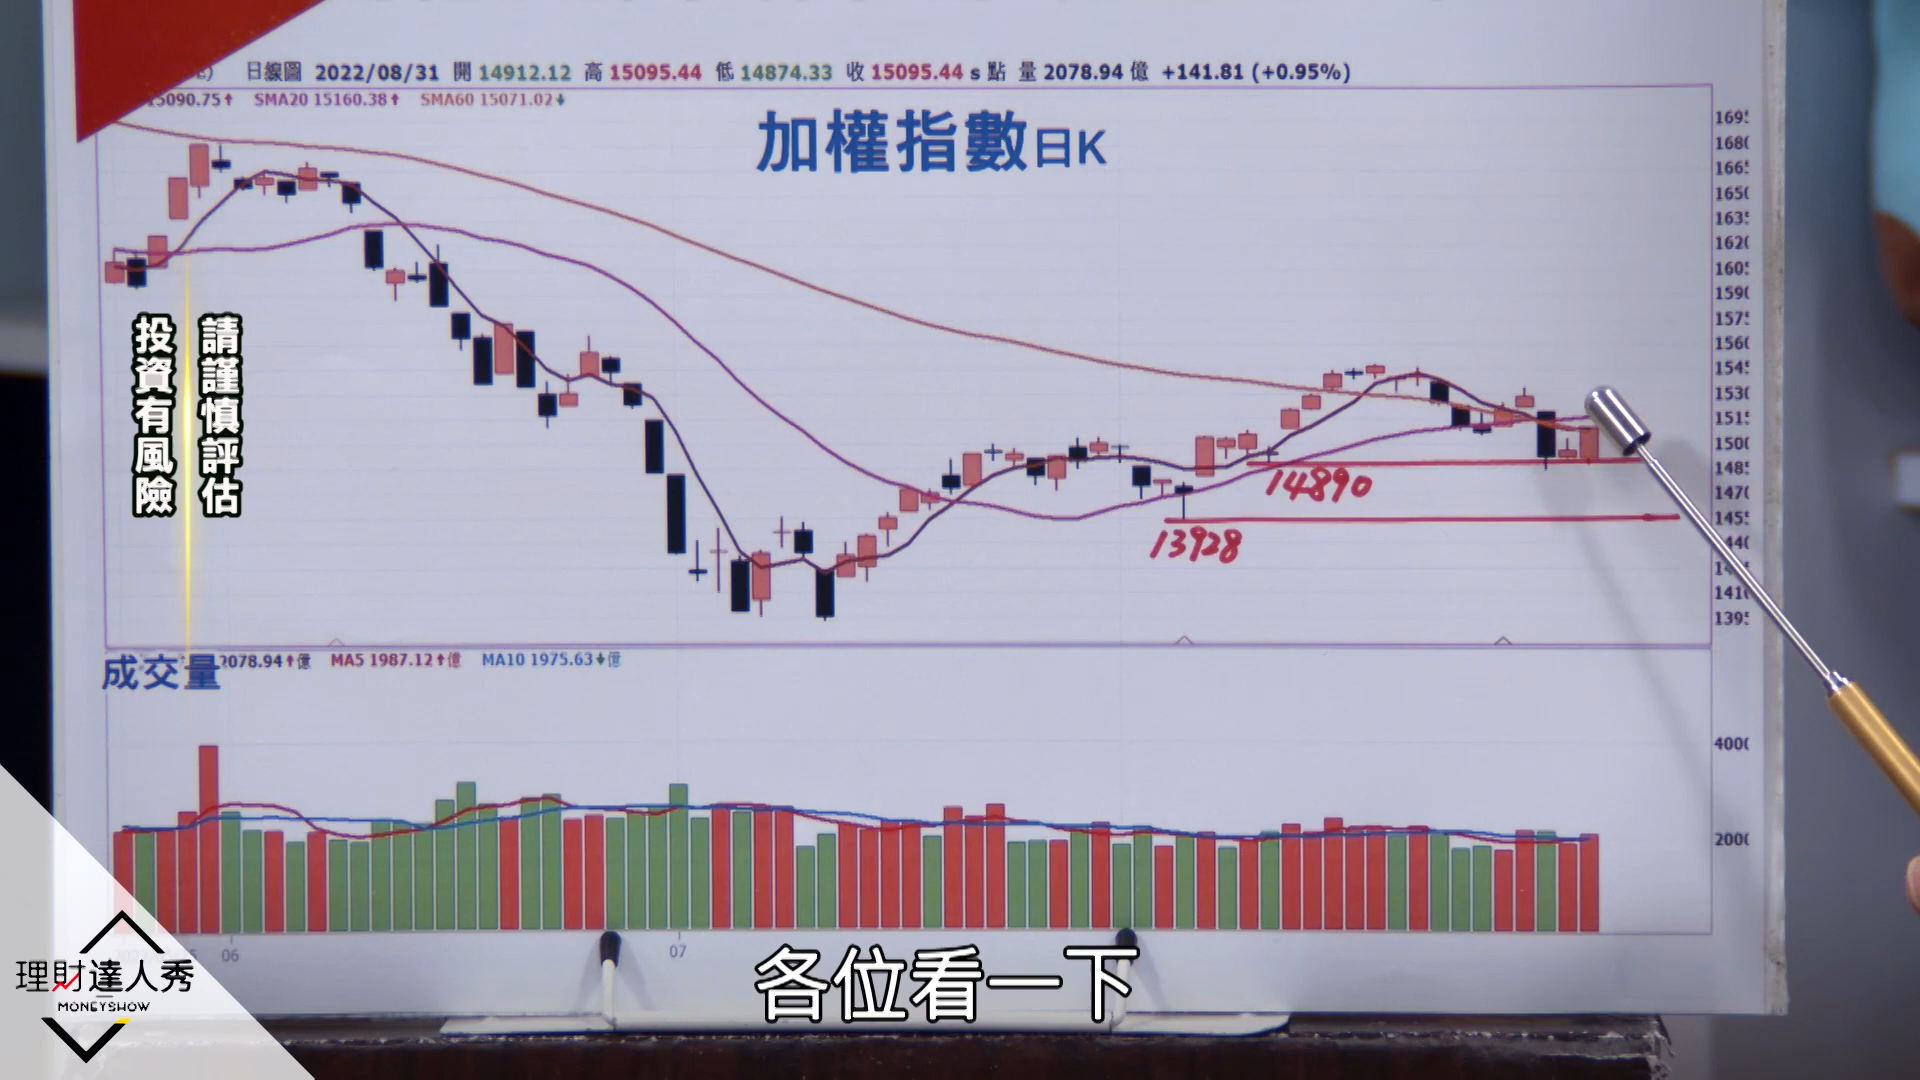 日線圖 2022/08/31 開 14912.12 高 15095.44 低 14874.33 收 15095.44 s 點 量 2078.94 億 +141.81 (+0.95%)
5090.75↑ SMA20 15160.38↑ SMA60 15071.02↓
加權指數日K
請謹慎評估
投資有風險
14890
13928
成交量 2078.94↑億 MA5 1987.12↑億 MA10 1975.63↓億
06 07
理財達人秀
MONEYSHOW
各位看一下